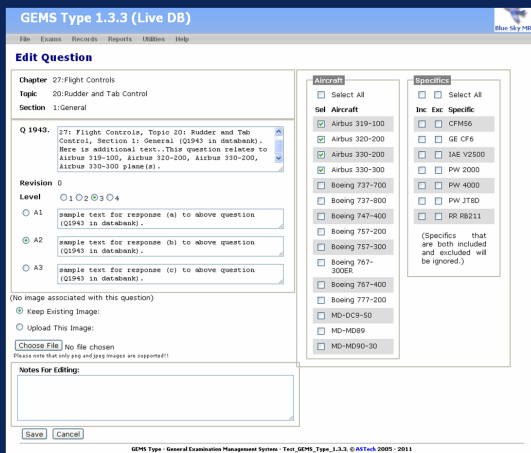 GEMS Type 1.3.3 (Live DB)
Blue Sky MR
File Exams Records Reports Utilities Help
Edit Question
Chapter 27:Flight Controls
Topic 20:Rudder and Tab Control
Section 1:General
Q 1943. 27: Flight Controls, Topic 20: Rudder and Tab
Control, Section 1: General (Q1943 in databank).
Here is additional text..This question relates to
Airbus 319-100, Airbus 320-200, Airbus 330-200,
Airbus 330-300 plane(s).
Revision 0
Level 1 2 3 4
A1 sample text for response (a) to above question
(Q1943 in databank).
A2 sample text for response (b) to above question
(Q1943 in databank).
A3 sample text for response (c) to above question
(Q1943 in databank).
(No image associated with this question)
Keep Existing Image:
Upload This Image:
Choose File No file chosen
Please note that only png and jpeg images are supported!!
Notes For Editing:
Save Cancel
Aircraft
Select All
Sel Aircraft
Airbus 319-100
Airbus 320-200
Airbus 330-200
Airbus 330-300
Boeing 737-700
Boeing 737-800
Boeing 747-400
Boeing 757-200
Boeing 757-300
Boeing 767-
300ER
Boeing 767-400
Boeing 777-200
MD-DC9-50
MD-MD89
MD-MD90-30
Specifics
Select All
Inc Exc Specific
CFM56
GE CF6
IAE V2500
PW 2000
PW 4000
PW JT8D
RR RB211
(Specifics that
are both included
and excluded will
be ignored.)
GEMS Type - General Examination Management System - Test_GEMS_Type_1.3.3, © ASTech 2005 - 2011